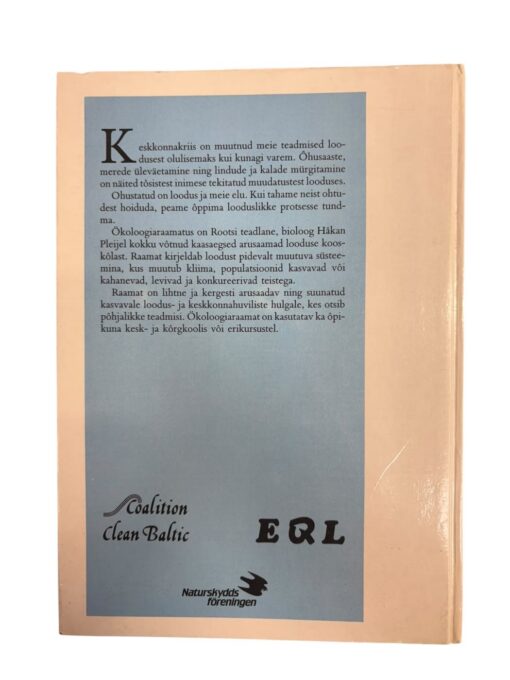 Keskkonnakriis on muutnud meie teadmised loo-
dusest olulisemaks kui kunagi varem. Õhusaaste,
merede üleväetamine ning lindude ja kalade mürgitamine
on näited tõsistest inimese tekitatud muudatustest looduses.
Ohustatud on loodus ja meie elu. Kui tahame neist ohtu-
dest hoiduda, peame õppima looduslikke protsesse tund-
ma.
Ökoloogiaraamatus on Rootsi teadlane, bioloog Håkan
Pleijel kokku võtnud kaasaegsed arusaamad looduse koos-
kõlast. Raamat kirjeldab loodust pidevalt muutuva süstee-
mina, kus muutub kliima, populatsioonid kasvavad või
kahanevad, levivad ja konkureerivad teistega.
Raamat on lihtne ja kergesti arusaadav ning suunatud
kasvavale loodus- ja keskkonnahuviliste hulgale, kes otsib
põhjalikke teadmisi. Ökoloogiaraamat on kasutatav ka õpi-
kuna kesk- ja kõrgkoolis või erikursustel.
Coalition
Clean Baltic
EQL
Naturskydds
föreningen